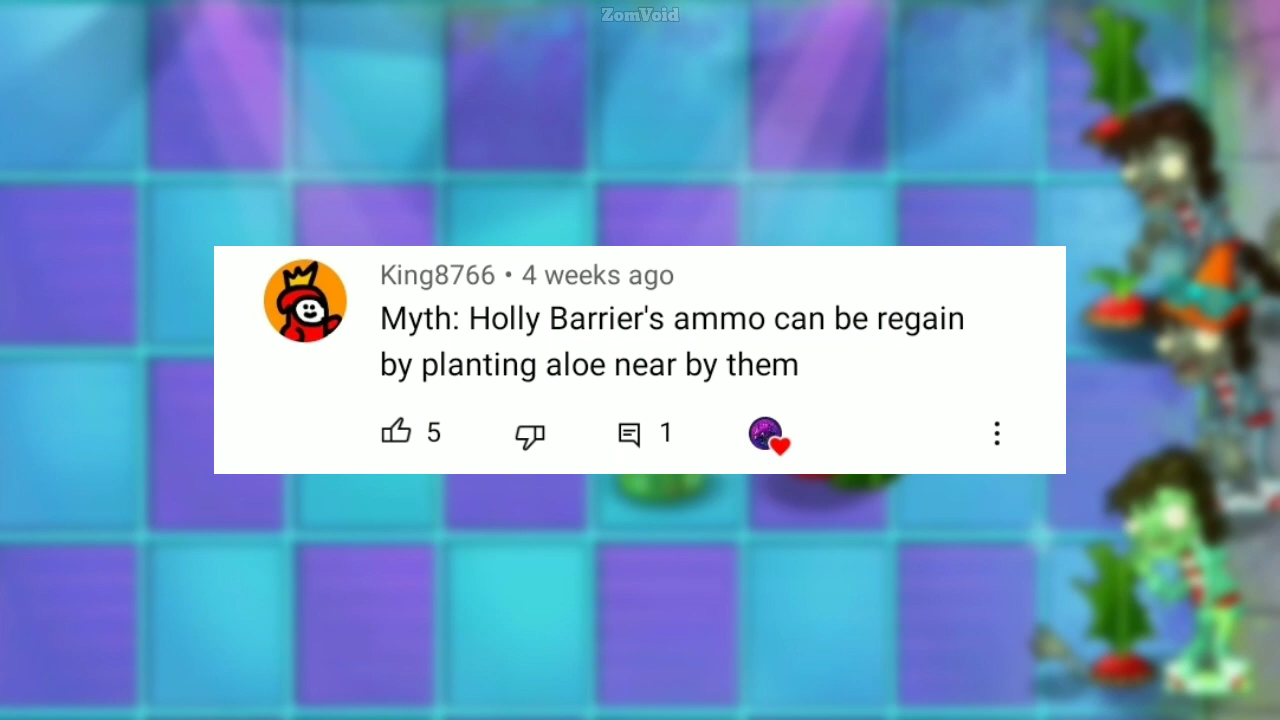 ZomVoid
King8766 • 4 weeks ago
Myth: Holly Barrier's ammo can be regain
by planting aloe near by them
5
1